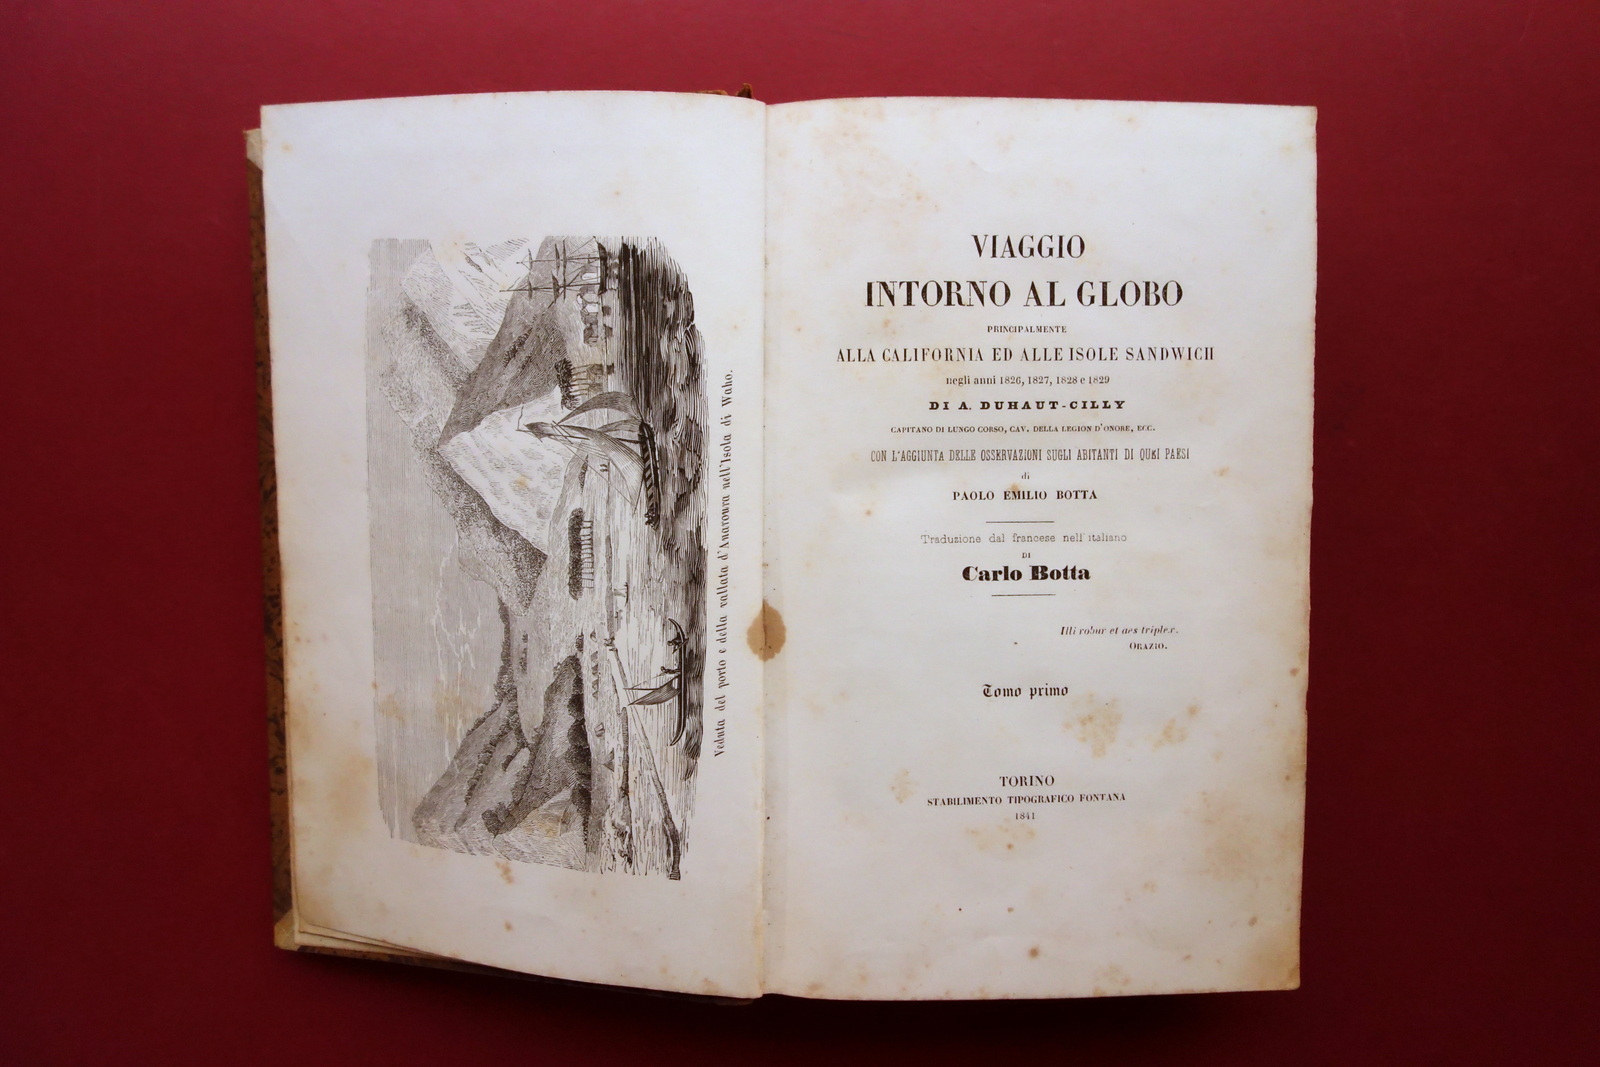 Veduta del porto e della vallata d'Anaroura nell'Isola di Waho.
VIAGGIO
INTORNO AL GLOBO
PRINCIPALMENTE
ALLA CALIFORNIA ED ALLE ISOLE SANDWICH
negli anni 1826, 1827, 1828 e 1829
DI A. DUHAUT-CILLY
CAPITANO DI LUNGO CORSO, CAV. DELLA LEGION D'ONORE, ECC.
CON L'AGGIUNTA DELLE OSSERVAZIONI SUGLI ABITANTI DI QUEI PAESI
di
PAOLO EMILIO BOTTA
Traduzione dal francese nell'italiano
DI
Carlo Botta
Illi robur et aes triplex.
ORAZIO.
Tomo primo
TORINO
STABILIMENTO TIPOGRAFICO FONTANA
1841